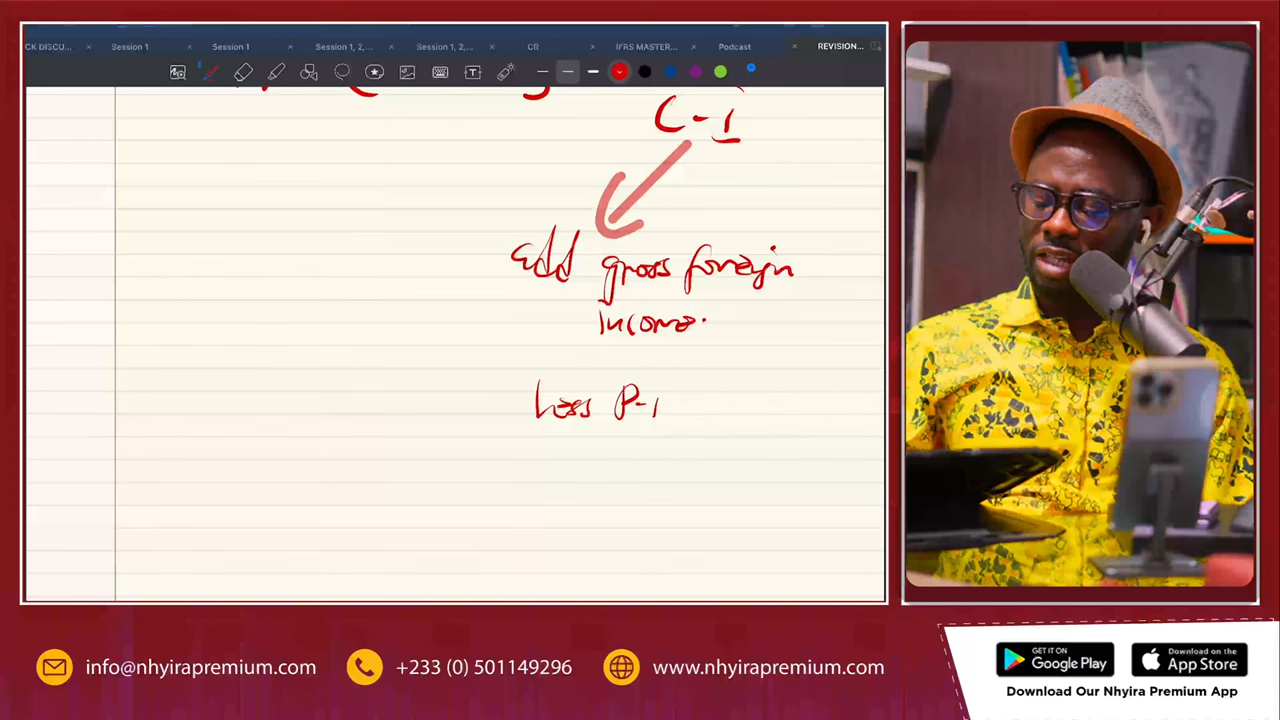 CK DISCU...
Session 1
Session 1
Session 1, 2,...
Session 1, 2,...
CR
IFRS MASTER...
Podcast
REVISION...
C-1
add gross foreign
income.
Less P-1
info@nhyirapremium.com
+233 (0) 501149296
www.nhyirapremium.com
GET IT ON
Google Play
Download on the
App Store
Download Our Nhyira Premium App